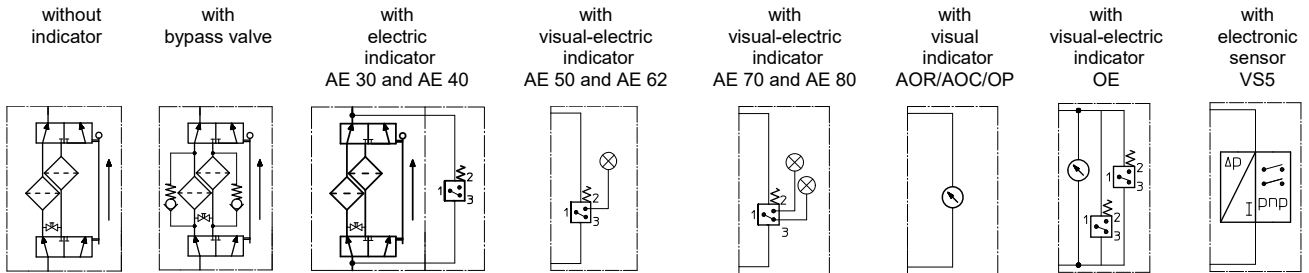 without
indicator
with
bypass valve
with
electric
indicator
AE 30 and AE 40
with
visual-electric
indicator
AE 50 and AE 62
with
visual-electric
indicator
AE 70 and AE 80
with
visual
indicator
AOR/AOC/OP
with
visual-electric
indicator
OE
with
electronic
sensor
VS5
1 2
3
1 2
3
1 2
3
1 2
3
1 2
3
Δp
I pnp